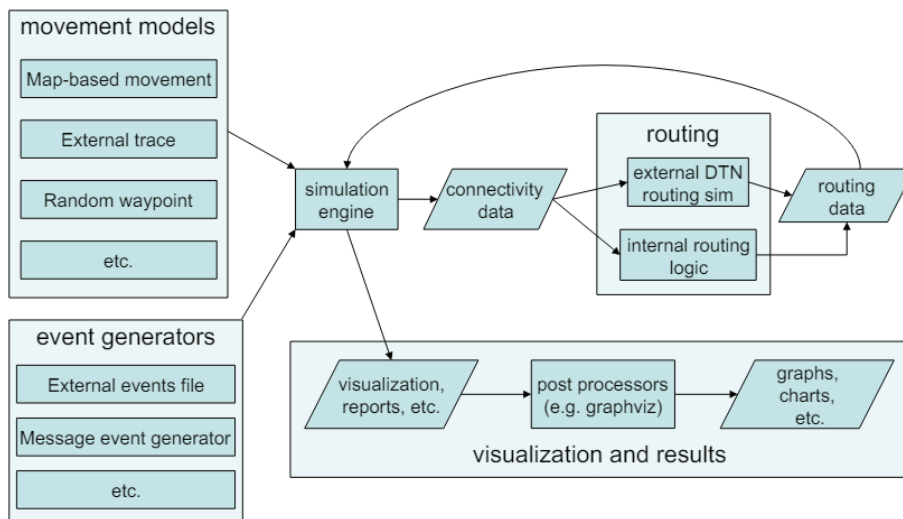 movement models
Map-based movement
External trace
Random waypoint
etc.
event generators
External events file
Message event generator
etc.
simulation
engine
connectivity
data
routing
external DTN
routing sim
internal routing
logic
routing
data
visualization,
reports, etc.
post processors
(e.g. graphviz)
graphs,
charts,
etc.
visualization and results